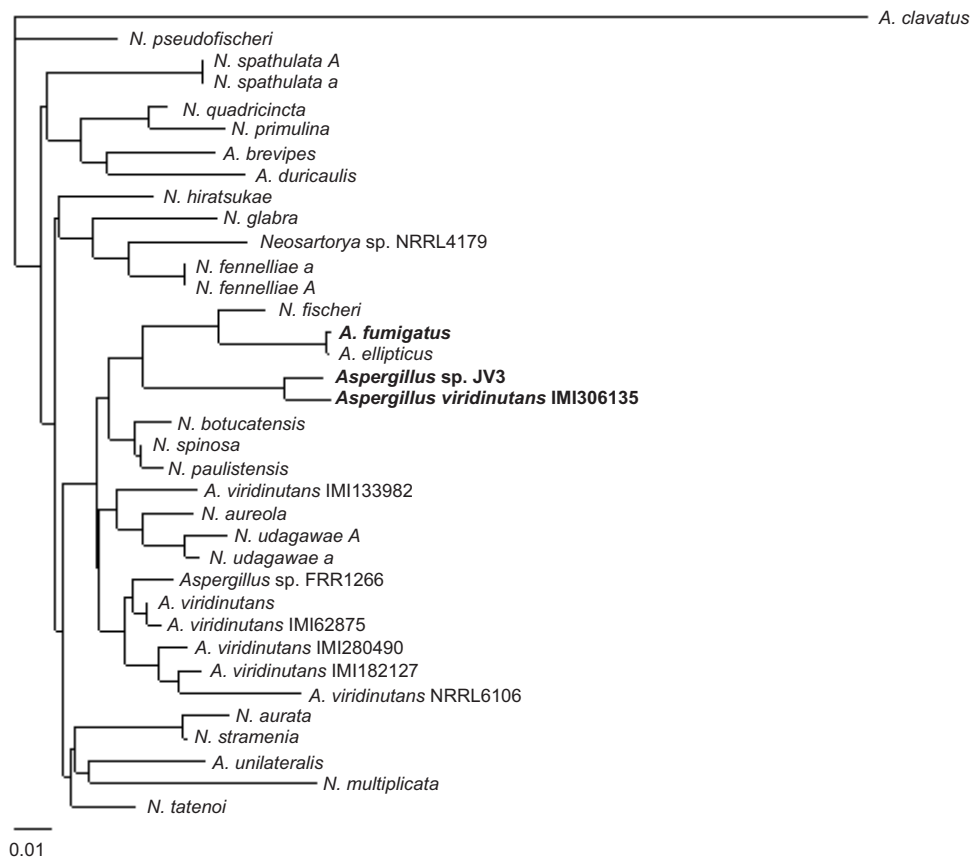 A. clavatus
N. pseudofischeri
N. spathulata A
N. spathulata a
N. quadricincta
N. primulina
A. brevipes
A. duricaulis
N. hiratsukae
N. glabra
Neosartorya sp. NRRL4179
N. fennelliae a
N. fennelliae A
N. fischeri
A. fumigatus
A. ellipticus
Aspergillus sp. JV3
Aspergillus viridinutans IMI306135
N. botucatensis
N. spinosa
N. paulistensis
A. viridinutans IMI133982
N. aureola
N. udagawae A
N. udagawae a
Aspergillus sp. FRR1266
A. viridinutans
A. viridinutans IMI62875
A. viridinutans IMI280490
A. viridinutans IMI182127
A. viridinutans NRRL6106
N. aurata
N. stramenia
A. unilateralis
N. multiplicata
N. tatenoi
0.01